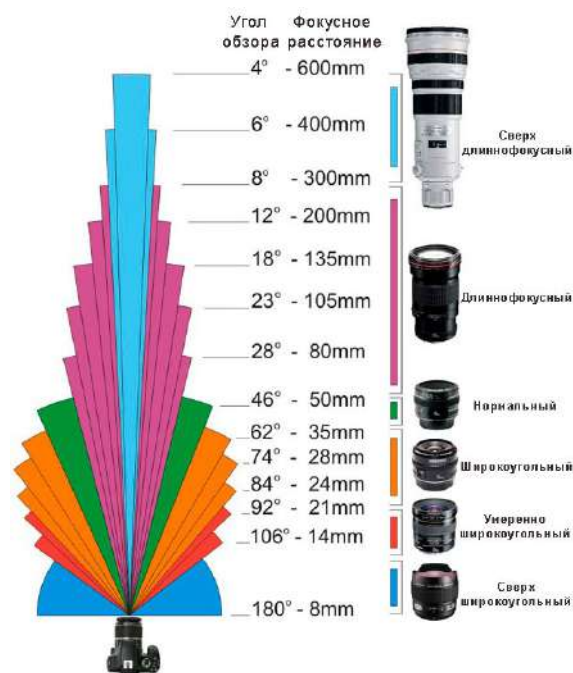 Угол Фокусное
обзора расстояние
4° - 600mm
6° - 400mm
Сверх
длиннофокусный
8° - 300mm
12° - 200mm
18° - 135mm
23° - 105mm
Длиннофокусный
28° - 80mm
46° - 50mm
Нормальный
62° - 35mm
74° - 28mm
Широкоугольный
84° - 24mm
92° - 21mm
Умеренно
широкоугольный
106° - 14mm
Сверх
широкоугольный
180° - 8mm